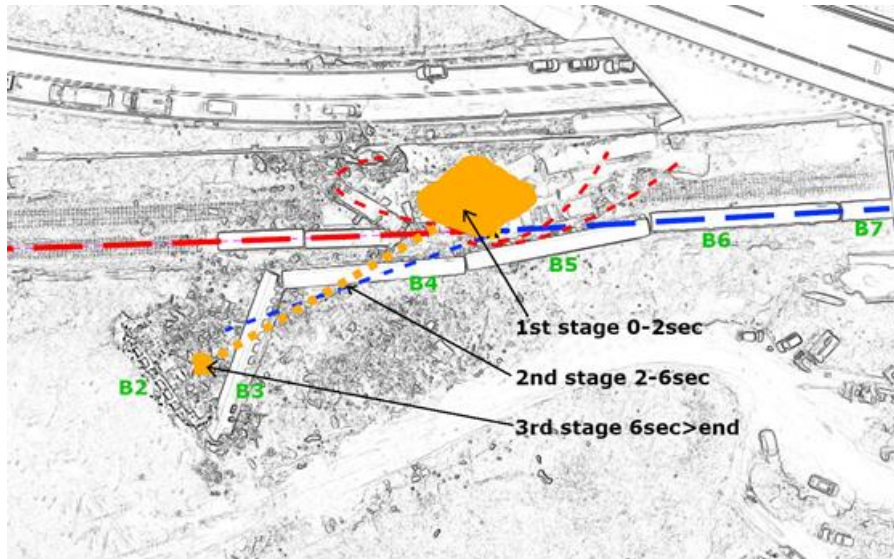 B7
B6
B5
B4
1st stage 0-2sec
2nd stage 2-6sec
B2
B3
3rd stage 6sec>end